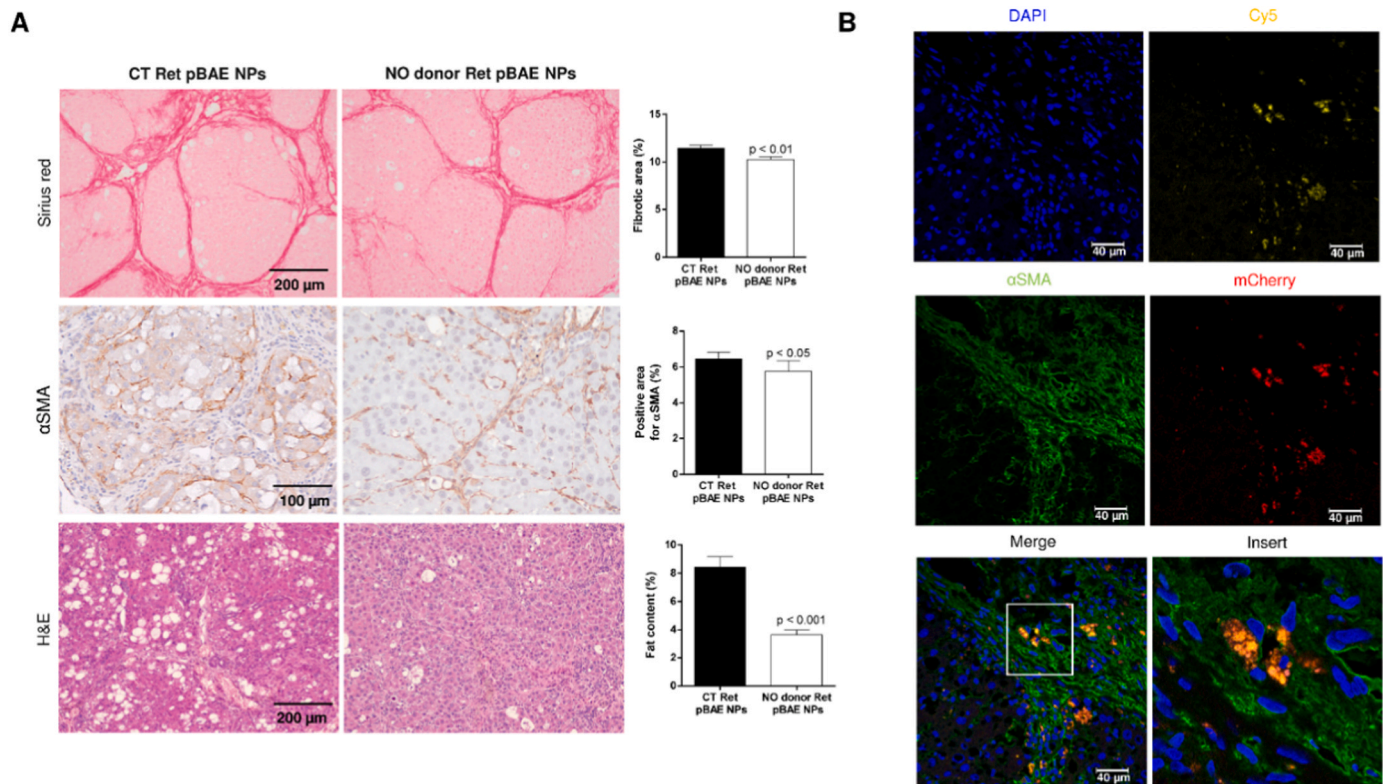 A
CT Ret pBAE NPs
NO donor Ret pBAE NPs
Sirius red
200 µm
15
10
5
0
Fibrotic area (%)
p < 0.01
CT Ret
pBAE NPs
NO donor Ret
pBAE NPs
αSMA
100 µm
8
6
4
2
0
Positive area
for αSMA (%)
p < 0.05
CT Ret
pBAE NPs
NO donor Ret
pBAE NPs
H&E
200 µm
10
8
6
4
2
0
Fat content (%)
p < 0.001
CT Ret
pBAE NPs
NO donor Ret
pBAE NPs
B
DAPI
Cy5
40 µm
40 µm
αSMA
mCherry
40 µm
40 µm
Merge
Insert
40 µm